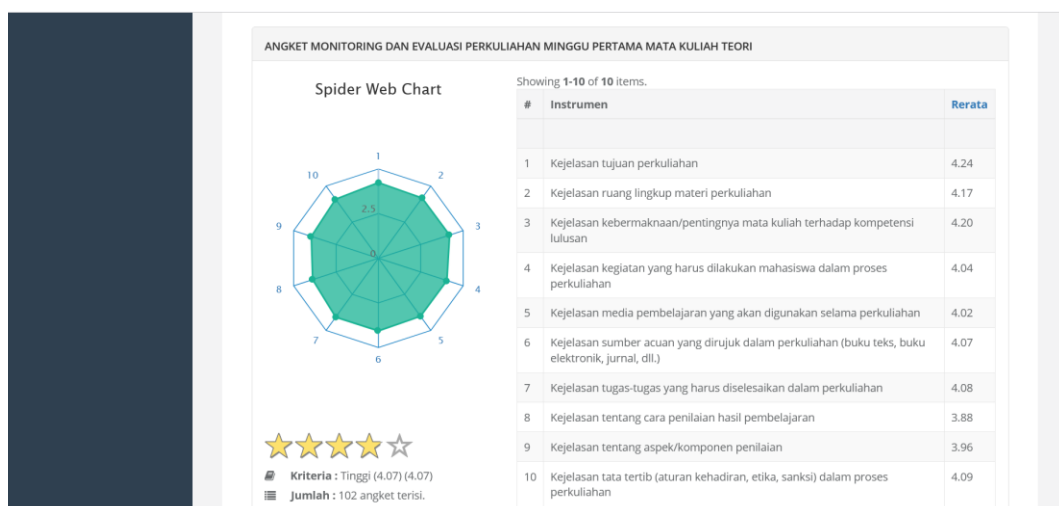 ANGKET MONITORING DAN EVALUASI PERKULIAHAN MINGGU PERTAMA MATA KULIAH TEORI
Spider Web Chart
1
2
3
4
5
6
7
8
9
10
2.5
0
Kriteria : Tinggi (4.07) (4.07)
Jumlah : 102 angket terisi.
Showing 1-10 of 10 items.
# Instrumen Rerata
1 Kejelasan tujuan perkuliahan 4.24
2 Kejelasan ruang lingkup materi perkuliahan 4.17
3 Kejelasan kebermaknaan/pentingnya mata kuliah terhadap kompetensi
lulusan 4.20
4 Kejelasan kegiatan yang harus dilakukan mahasiswa dalam proses
perkuliahan 4.04
5 Kejelasan media pembelajaran yang akan digunakan selama perkuliahan 4.02
6 Kejelasan sumber acuan yang dirujuk dalam perkuliahan (buku teks, buku
elektronik, jurnal, dll.) 4.07
7 Kejelasan tugas-tugas yang harus diselesaikan dalam perkuliahan 4.08
8 Kejelasan tentang cara penilaian hasil pembelajaran 3.88
9 Kejelasan tentang aspek/komponen penilaian 3.96
10 Kejelasan tata tertib (aturan kehadiran, etika, sanksi) dalam proses
perkuliahan 4.09